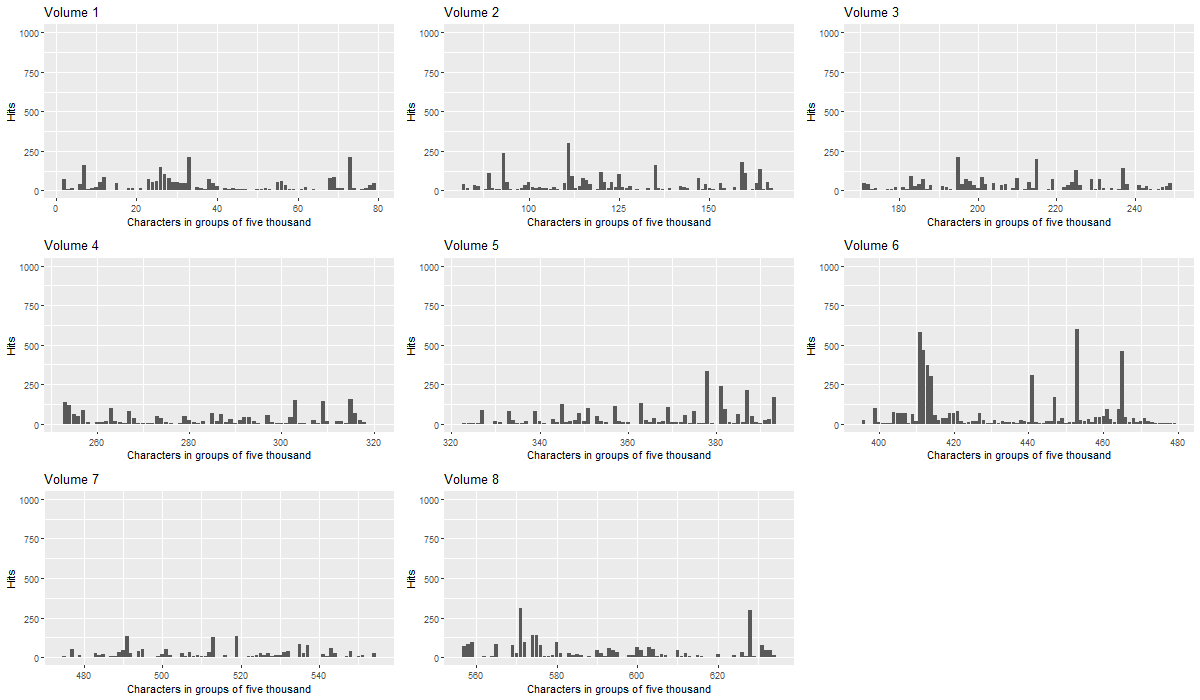 Volume 1
1000
750
500
250
0
Hits
0 20 40 60 80
Characters in groups of five thousand
Volume 2
1000
750
500
250
0
Hits
100 125 150
Characters in groups of five thousand
Volume 3
1000
750
500
250
0
Hits
180 200 220 240
Characters in groups of five thousand
Volume 4
1000
750
500
250
0
Hits
260 280 300 320
Characters in groups of five thousand
Volume 5
1000
750
500
250
0
Hits
320 340 360 380
Characters in groups of five thousand
Volume 6
1000
750
500
250
0
Hits
400 420 440 460 480
Characters in groups of five thousand
Volume 7
1000
750
500
250
0
Hits
480 500 520 540
Characters in groups of five thousand
Volume 8
1000
750
500
250
0
Hits
560 580 600 620
Characters in groups of five thousand